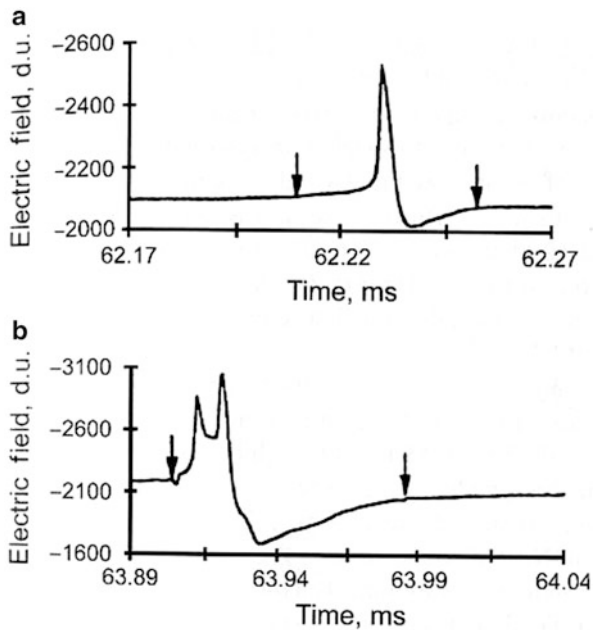 a
Electric field, d.u.
−2600
−2400
−2200
−2000
62.17 62.22 62.27
Time, ms
b
Electric field, d.u.
−3100
−2600
−2100
−1600
63.89 63.94 63.99 64.04
Time, ms